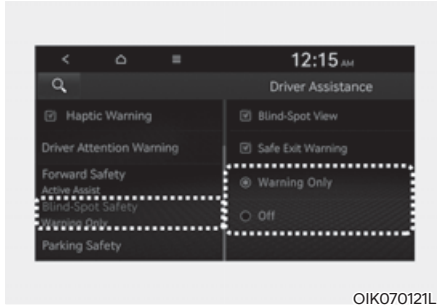 12:15 AM
Driver Assistance
Haptic Warning
Driver Attention Warning
Forward Safety
Active Assist
Blind-Spot Safety
Warning Only
Parking Safety
Blind-Spot View
Safe Exit Warning
Warning Only
Off
OIK070121L